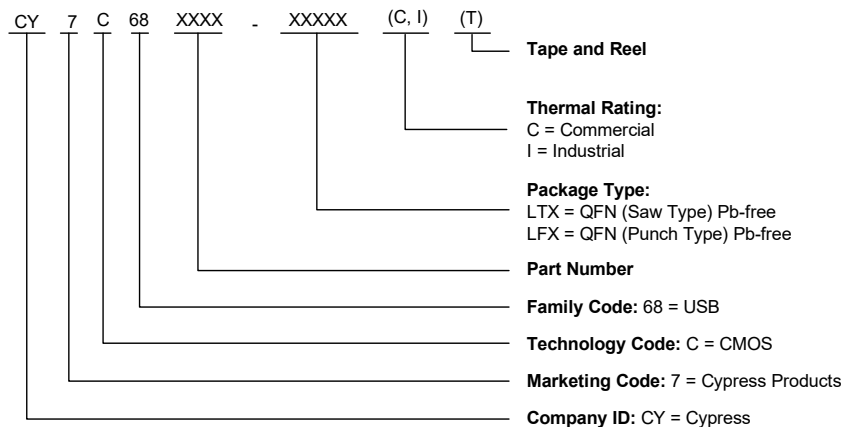 CY 7 C 68 XXXX - XXXXX (C, I) (T)
Tape and Reel
Thermal Rating:
C = Commercial
I = Industrial
Package Type:
LTX = QFN (Saw Type) Pb-free
LFX = QFN (Punch Type) Pb-free
Part Number
Family Code: 68 = USB
Technology Code: C = CMOS
Marketing Code: 7 = Cypress Products
Company ID: CY = Cypress